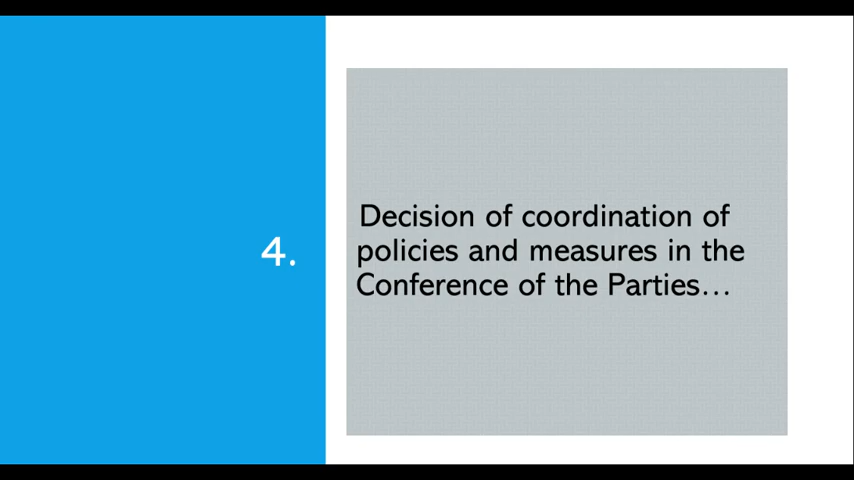 4.
Decision of coordination of
policies and measures in the
Conference of the Parties…